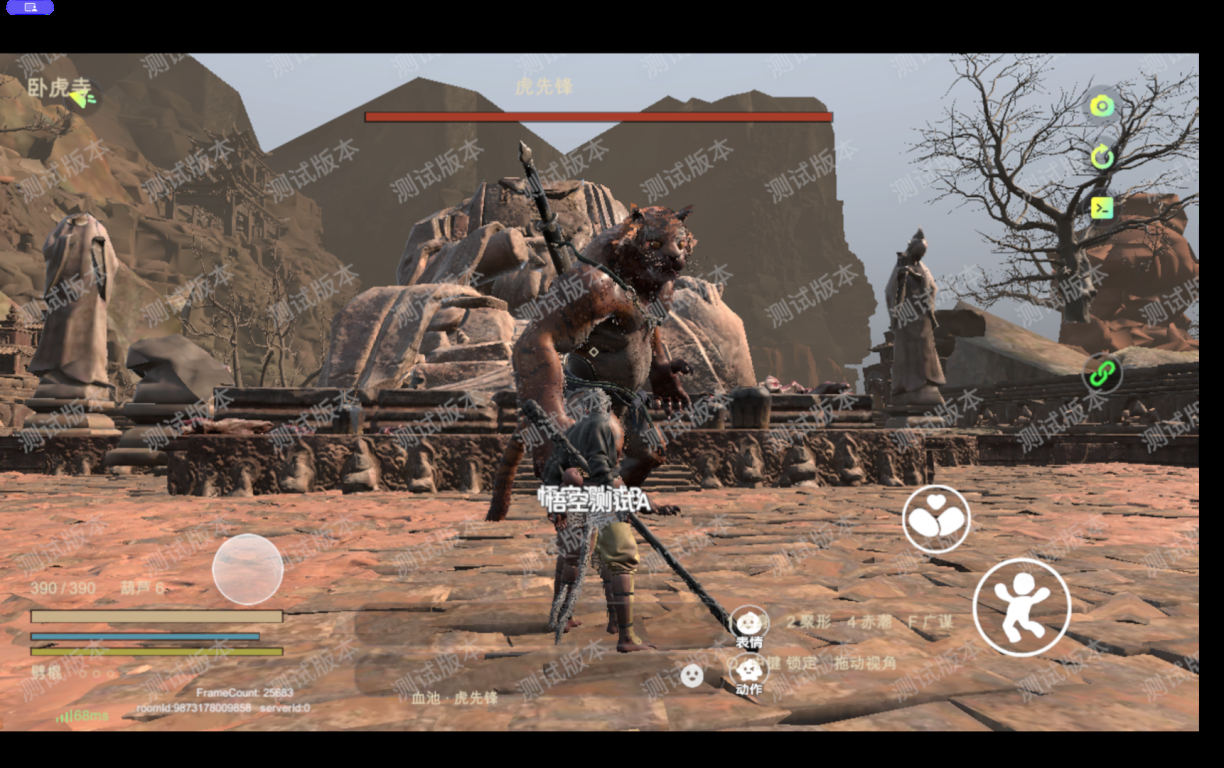 卧虎寺
虎先锋
测试版本
悟空测试A
390 / 390 葫芦 6
2 聚形 4 赤潮 F 广谋
表情
键 锁定 拖动视角
劈棍
动作
FrameCount: 25683
血池 · 虎先锋
roomId:9873178009858 serverId:0
68ms